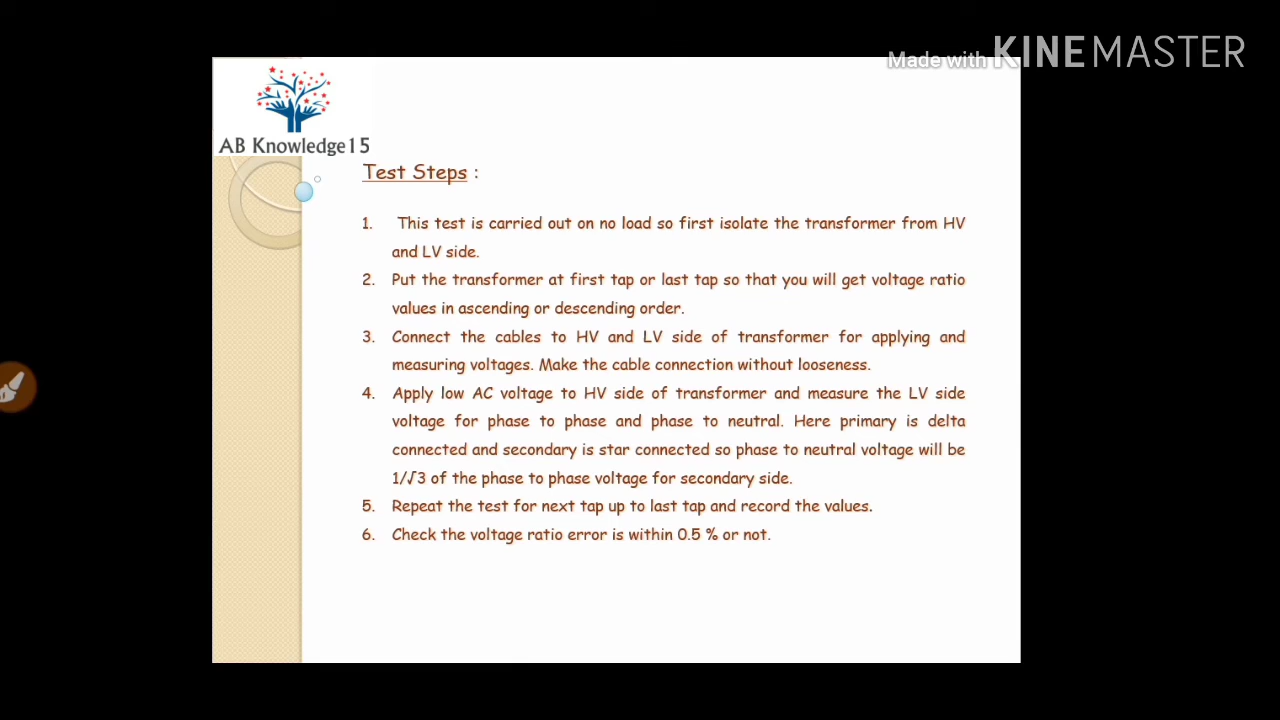 Made with KINEMASTER
AB Knowledge15
Test Steps :
1. This test is carried out on no load so first isolate the transformer from HV
and LV side.
2. Put the transformer at first tap or last tap so that you will get voltage ratio
values in ascending or descending order.
3. Connect the cables to HV and LV side of transformer for applying and
measuring voltages. Make the cable connection without looseness.
4. Apply low AC voltage to HV side of transformer and measure the LV side
voltage for phase to phase and phase to neutral. Here primary is delta
connected and secondary is star connected so phase to neutral voltage will be
1/√3 of the phase to phase voltage for secondary side.
5. Repeat the test for next tap up to last tap and record the values.
6. Check the voltage ratio error is within 0.5 % or not.